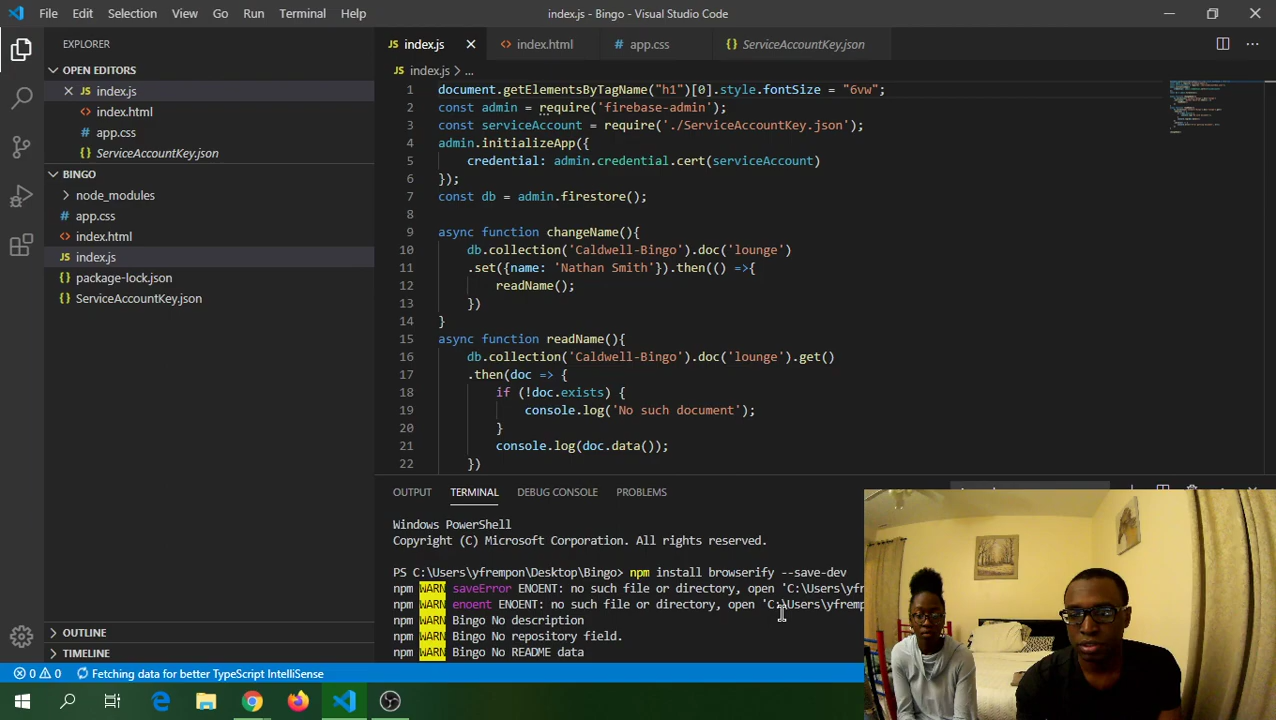 File Edit Selection View Go Run Terminal Help
index.js - Bingo - Visual Studio Code
EXPLORER
OPEN EDITORS
index.js
index.html
app.css
ServiceAccountKey.json
BINGO
node_modules
app.css
index.html
index.js
package-lock.json
ServiceAccountKey.json
OUTLINE
TIMELINE
index.js index.html app.css ServiceAccountKey.json
index.js > ...
1 document.getElementsByTagName("h1")[0].style.fontSize = "6vw";
2 const admin = require('firebase-admin');
3 const serviceAccount = require('./ServiceAccountKey.json');
4 admin.initializeApp({
5 credential: admin.credential.cert(serviceAccount)
6 });
7 const db = admin.firestore();
8
9 async function changeName(){
10 db.collection('Caldwell-Bingo').doc('lounge')
11 .set({name: 'Nathan Smith'}).then(() =>{
12 readName();
13 })
14 }
15 async function readName(){
16 db.collection('Caldwell-Bingo').doc('lounge').get()
17 .then(doc => {
18 if (!doc.exists) {
19 console.log('No such document');
20 }
21 console.log(doc.data());
22 })
OUTPUT TERMINAL DEBUG CONSOLE PROBLEMS
Windows PowerShell
Copyright (C) Microsoft Corporation. All rights reserved.
PS C:\Users\yfrempon\Desktop\Bingo> npm install browserify --save-dev
npm WARN saveError ENOENT: no such file or directory, open 'C:\Users\yfr
npm WARN enoent ENOENT: no such file or directory, open 'C:\Users\yfremp
npm WARN Bingo No description
npm WARN Bingo No repository field.
npm WARN Bingo No README data
0 0 Fetching data for better TypeScript IntelliSense